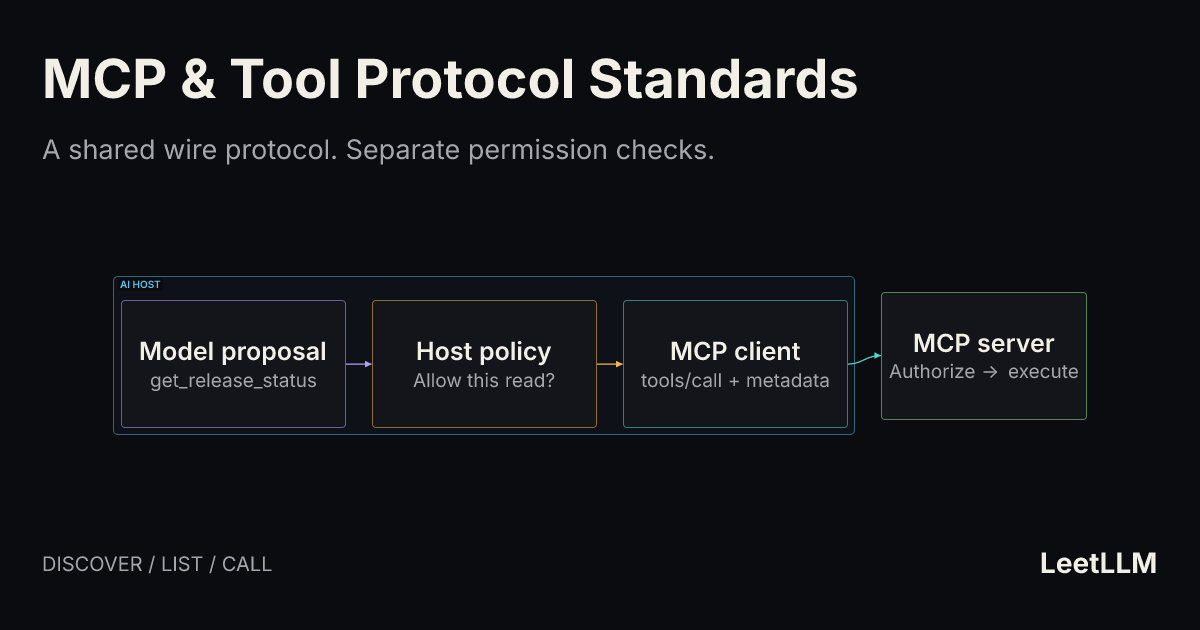 MCP & Tool Protocol Standards
A shared wire protocol. Separate permission checks.
AI HOST
Model proposal
get_release_status
Host policy
Allow this read?
MCP client
tools/call + metadata
MCP server
Authorize → execute
DISCOVER / LIST / CALL
LeetLLM